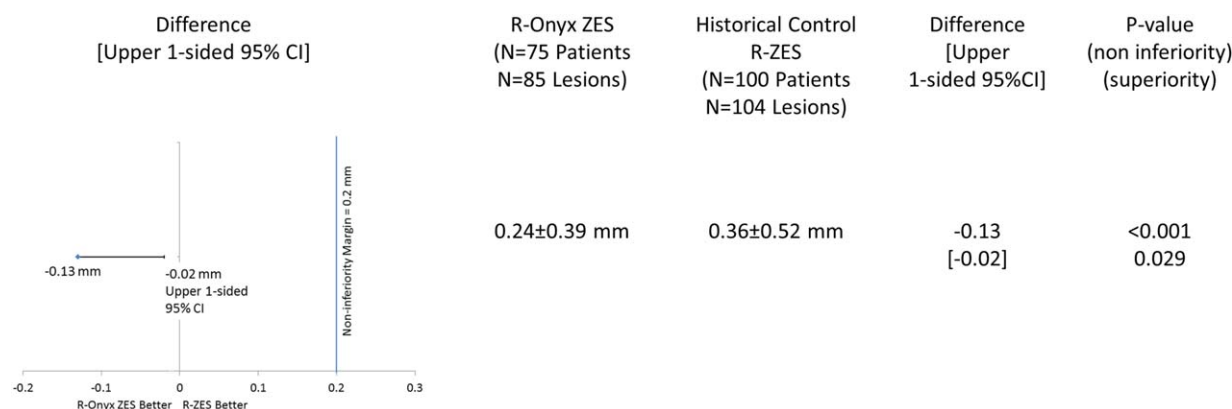 Difference
[Upper 1-sided 95% CI]
R-Onyx ZES
(N=75 Patients
N=85 Lesions)
Historical Control
R-ZES
(N=100 Patients
N=104 Lesions)
Difference
[Upper
1-sided 95%CI]
P-value
(non inferiority)
(superiority)
Non-inferiority Margin = 0.2 mm
-0.13 mm
-0.02 mm
Upper 1-sided
95% CI
0.24±0.39 mm
0.36±0.52 mm
-0.13
[-0.02]
<0.001
0.029
-0.2
-0.1
0
0.1
0.2
0.3
R-Onyx ZES Better
R-ZES Better